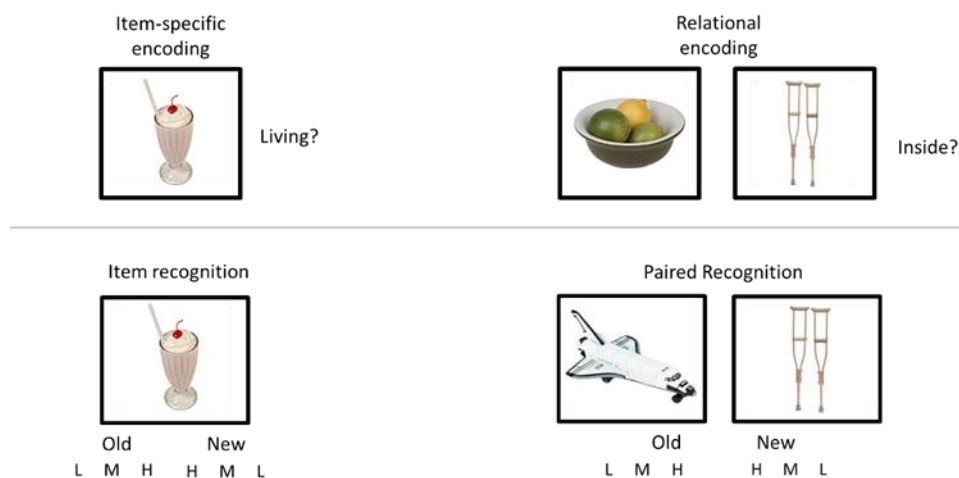 Item-specific
encoding
Living?
Relational
encoding
Inside?
Item recognition
Old New
L M H H M L
Paired Recognition
Old New
L M H H M L